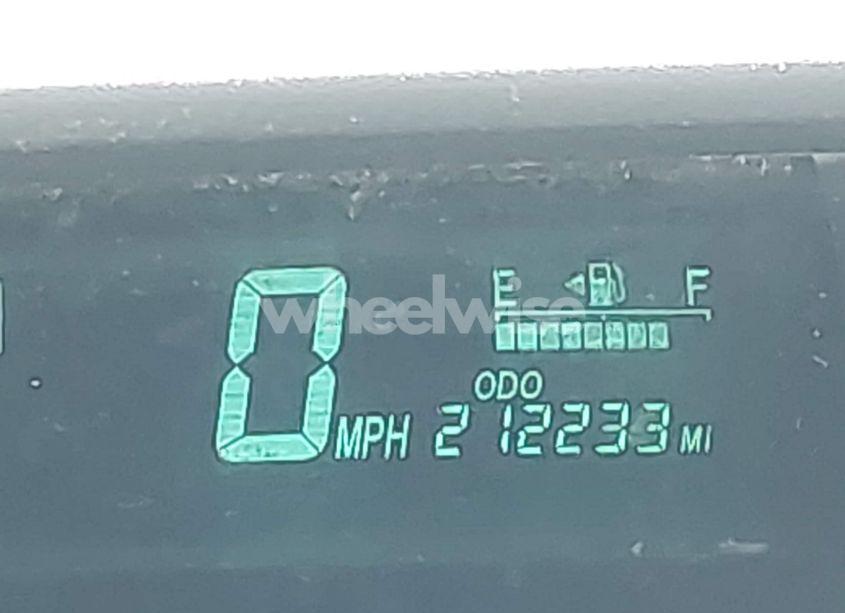 E F
wheelwise
ODO
0 MPH 212233 MI